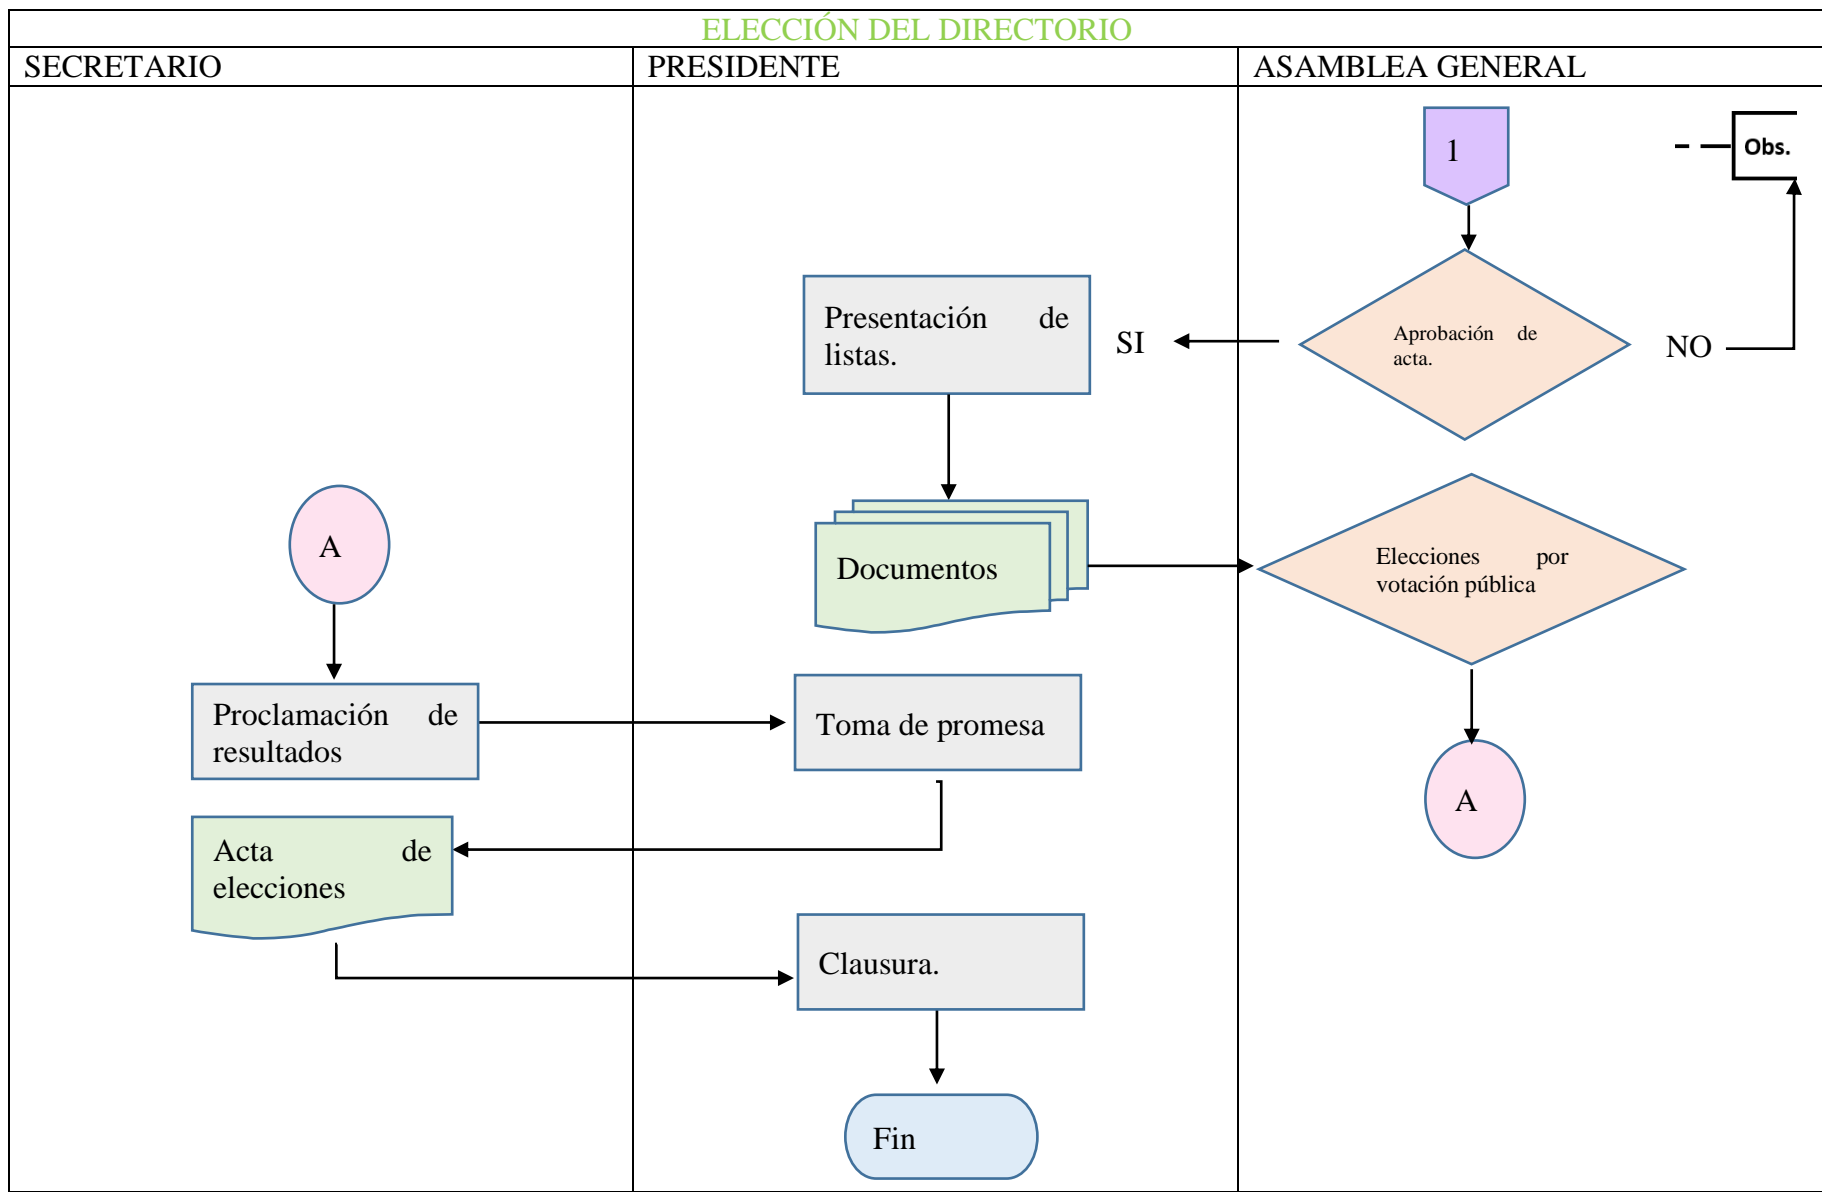 ELECCIÓN DEL DIRECTORIO
SECRETARIO
PRESIDENTE
ASAMBLEA GENERAL
1
Obs.
Presentación de
listas.
SI
Aprobación de
acta.
NO
A
Documentos
Elecciones por
votación pública
Proclamación de
resultados
Toma de promesa
A
Acta de
elecciones
Clausura.
Fin